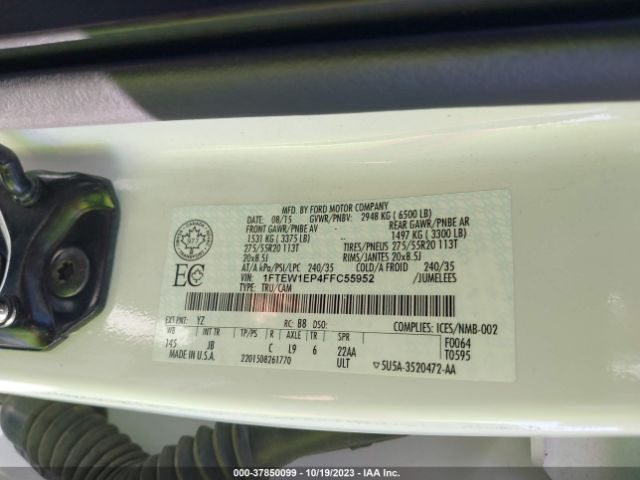 MFD. BY FORD MOTOR COMPANY
DATE: 08/15 GVWR/PNBV: 2948 KG ( 6500 LB)
FRONT GAWR/PNBE AV REAR GAWR/PNBE AR
1531 KG ( 3375 LB) 1497 KG ( 3300 LB)
275/55R20 113T TIRES/PNEUS 275/55R20 113T
20x8.5J RIMS/JANTES 20x8.5J
AT/A kPa/PSI/LPC 240/35 COLD/A FROID 240/35
VIN: 1FTEW1EP4FFC55952 /JUMELEES
TYPE: TRU/CAM
EC
EXT PNT: YZ RC: B8 DSO: COMPLIES: ICES/NMB-002
WB INT TR TP/PS R AXLE TR SPR F0064
145 JB C L9 6 22AA T0595
MADE IN U.S.A. 2201508261770 ULT 5U5A-3520472-AA
000-37850099 - 10/19/2023 - IAA Inc.